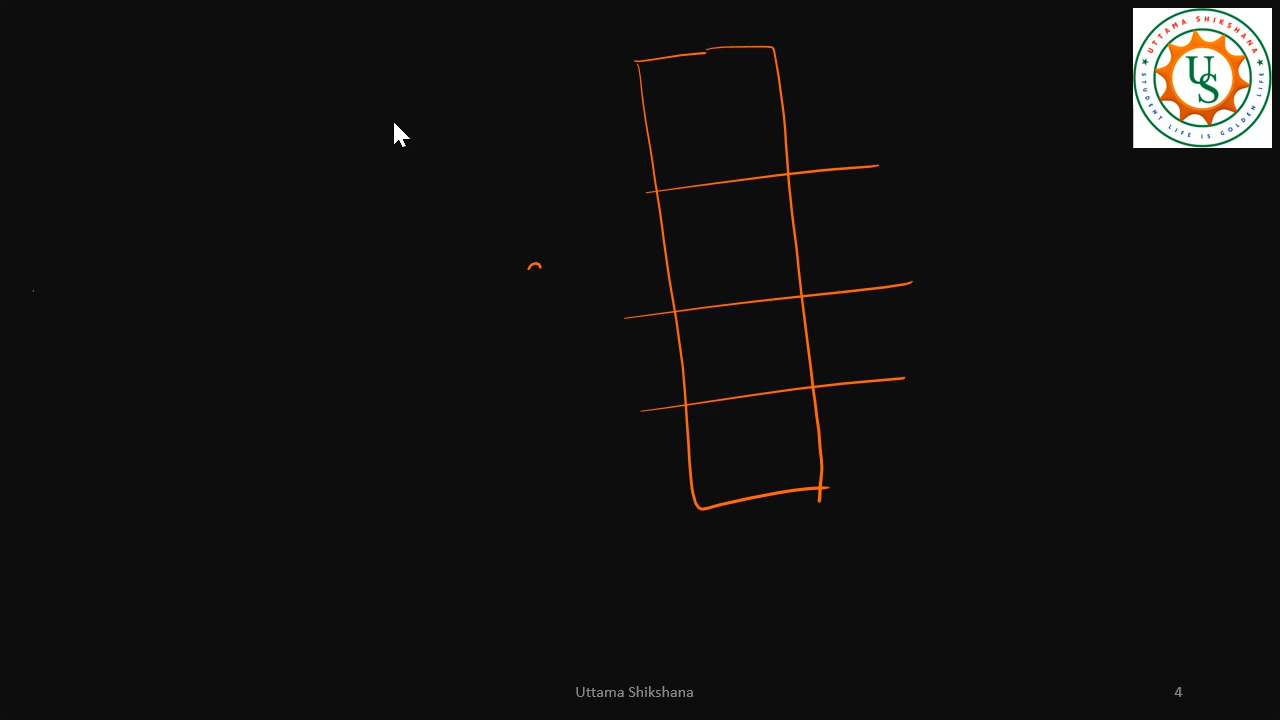 UTTAMA SHIKSHANA
US
STUDENT LIFE IS GOLDEN LIFE
Uttama Shikshana
4